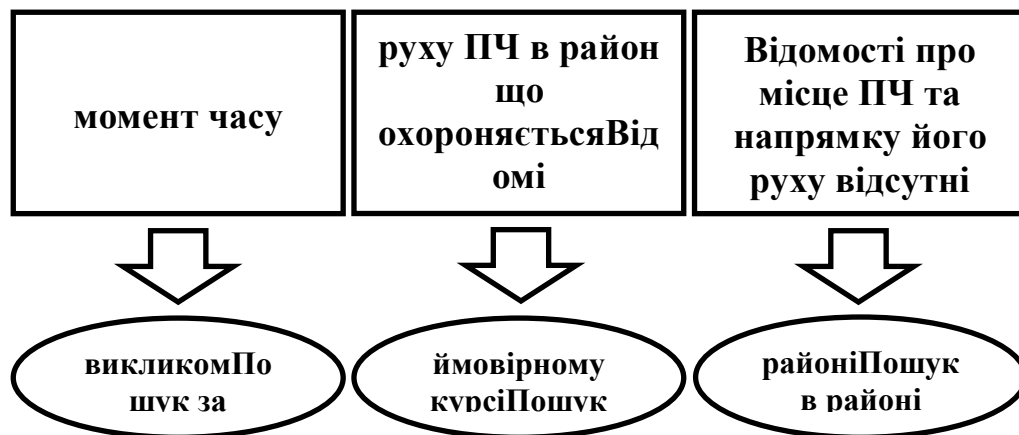 момент часу
руху ПЧ в район
що
охороняєтьсяВід
омі
Відомості про
місце ПЧ та
напрямку його
руху відсутні
викликомПо
шук за
ймовірному
курсіПошук
районіПошук
в районі